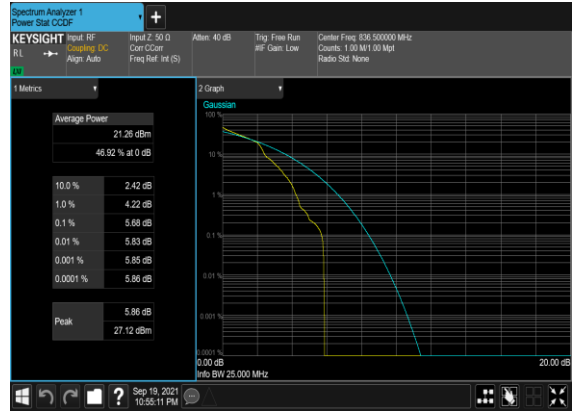 Spectrum Analyzer 1
Power Stat CCDF
+
KEYSIGHT
RL
Input: RF
Coupling: DC
Align: Auto
Input Z: 50 Ω
Corr CCorr
Freq Ref: Int (S)
Atten: 40 dB
Trig: Free Run
#IF Gain: Low
Center Freq: 836.500000 MHz
Counts: 1.00 M/1.00 Mpt
Radio Std: None
1 Metrics
Average Power
21.26 dBm
46.92 % at 0 dB
10.0 % 2.42 dB
1.0 % 4.22 dB
0.1 % 5.68 dB
0.01 % 5.83 dB
0.001 % 5.85 dB
0.0001 % 5.86 dB
Peak
5.86 dB
27.12 dBm
2 Graph
Gaussian
100 %
10 %
1 %
0.1 %
0.01 %
0.001 %
0.0001 %
0.00 dB
20.00 dB
Info BW 25.000 MHz
?
Sep 19, 2021
10:55:11 PM